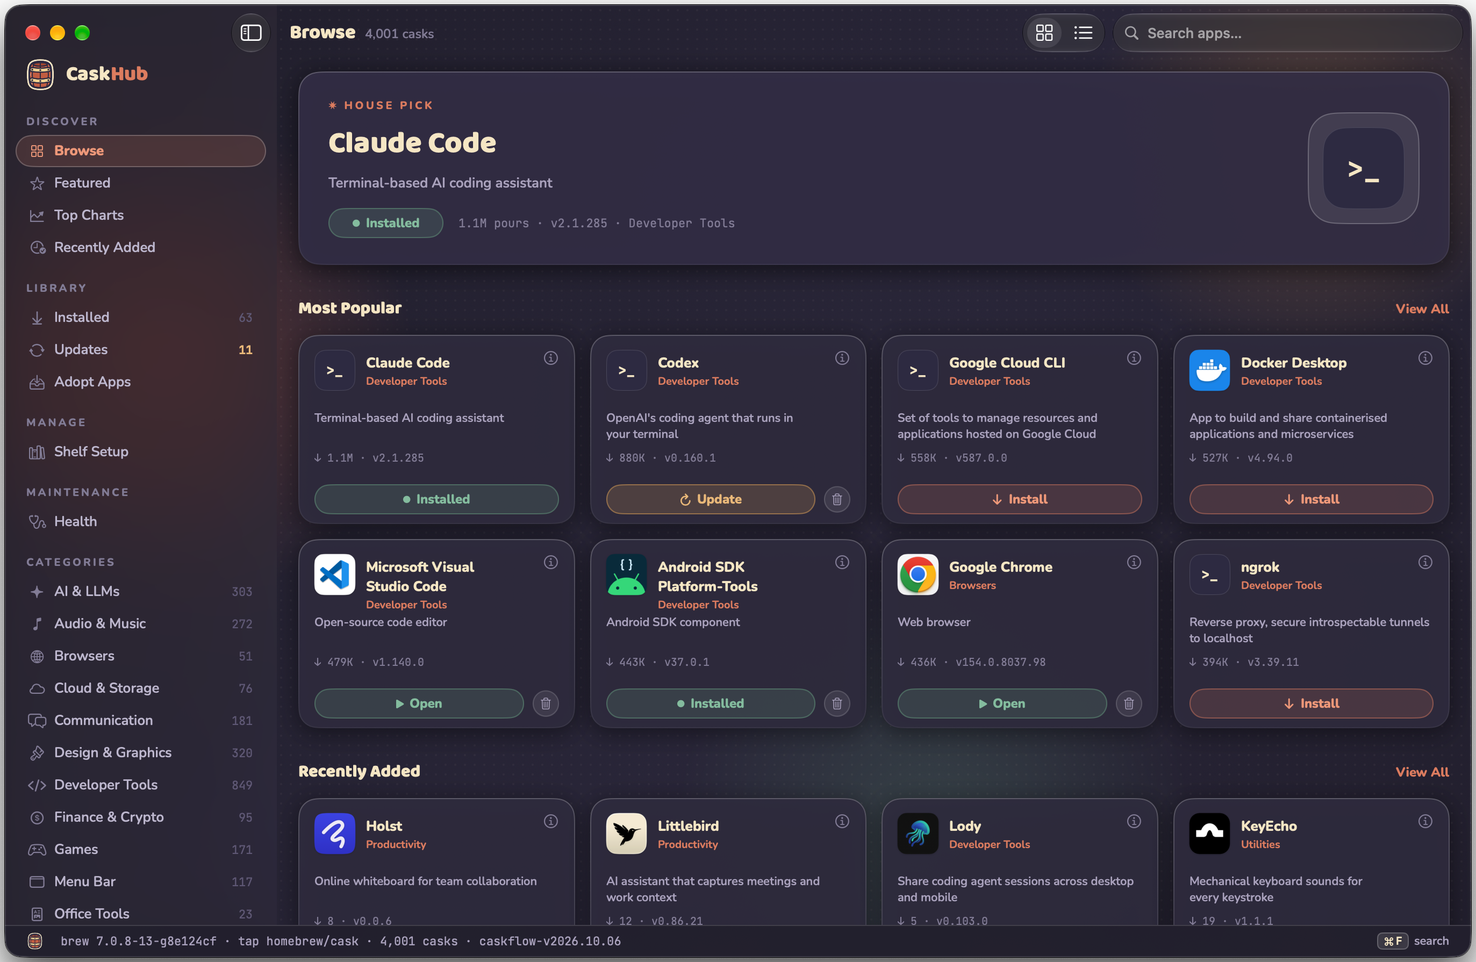 Browse 4,001 casks
Search apps...
CaskHub
DISCOVER
Browse
Featured
Top Charts
Recently Added
LIBRARY
Installed 63
Updates 11
Adopt Apps
MANAGE
Shelf Setup
MAINTENANCE
Health
CATEGORIES
AI & LLMs 303
Audio & Music 272
Browsers 51
Cloud & Storage 76
Communication 181
Design & Graphics 320
Developer Tools 849
Finance & Crypto 95
Games 171
Menu Bar 117
Office Tools 23
HOUSE PICK
Claude Code
Terminal-based AI coding assistant
Installed 1.1M pours · v2.1.285 · Developer Tools
>_
Most Popular
View All
>_
Claude Code
Developer Tools
Terminal-based AI coding assistant
↓ 1.1M · v2.1.285
Installed
>_
Codex
Developer Tools
OpenAI's coding agent that runs in
your terminal
↓ 880K · v0.160.1
Update
>_
Google Cloud CLI
Developer Tools
Set of tools to manage resources and
applications hosted on Google Cloud
↓ 558K · v587.0.0
↓ Install
Docker Desktop
Developer Tools
App to build and share containerised
applications and microservices
↓ 527K · v4.94.0
↓ Install
Microsoft Visual
Studio Code
Developer Tools
Open-source code editor
↓ 479K · v1.140.0
Open
{ }
Android SDK
Platform-Tools
Developer Tools
Android SDK component
↓ 443K · v37.0.1
Installed
Google Chrome
Browsers
Web browser
↓ 436K · v154.0.8037.98
Open
>_
ngrok
Developer Tools
Reverse proxy, secure introspectable tunnels
to localhost
↓ 394K · v3.39.11
↓ Install
Recently Added
View All
Holst
Productivity
Online whiteboard for team collaboration
↓ 8 · v0.0.6
Littlebird
Productivity
AI assistant that captures meetings and
work context
↓ 12 · v0.86.21
Lody
Developer Tools
Share coding agent sessions across desktop
and mobile
↓ 5 · v0.103.0
KeyEcho
Utilities
Mechanical keyboard sounds for
every keystroke
↓ 19 · v1.1.1
brew 7.0.8-13-g8e124cf · tap homebrew/cask · 4,001 casks · caskflow-v2026.10.06
⌘F search